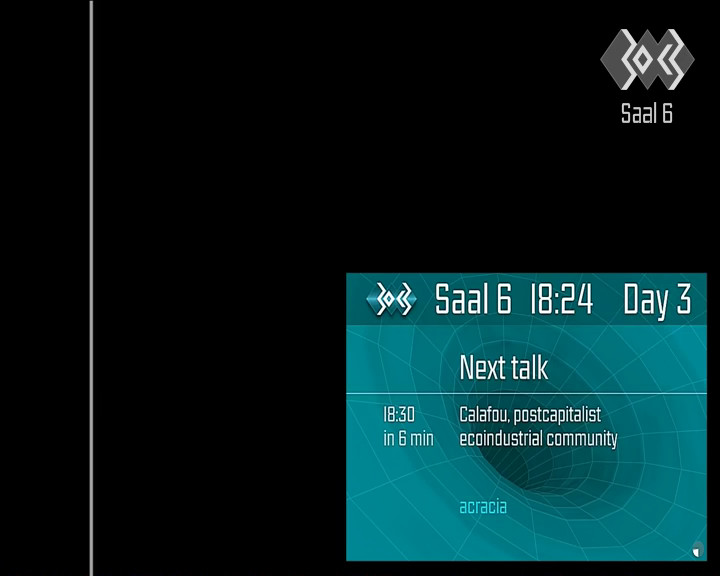 Saal 6
Saal 6 18:24 Day 3
Next talk
18:30 Calafou, postcapitalist
in 6 min ecoindustrial community
acracia